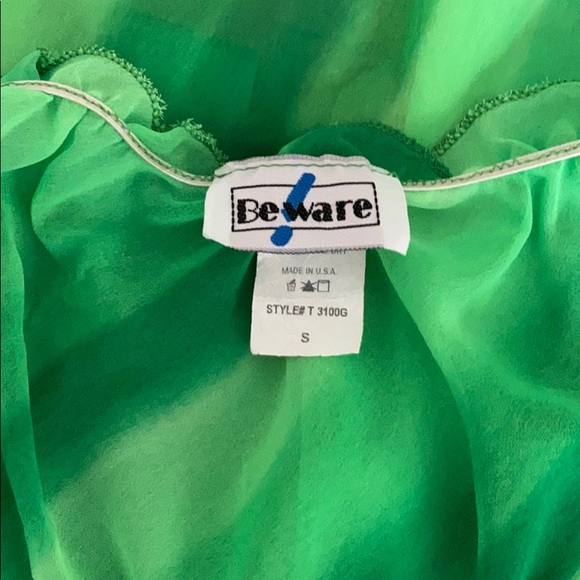 Beware
MADE IN U.S.A.
STYLE# T 3100G
S